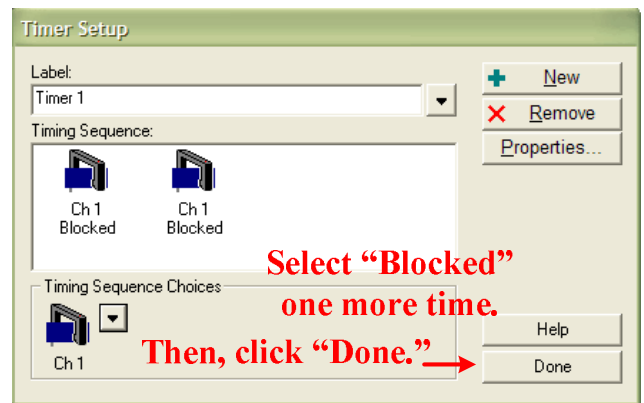 Timer Setup
Label:
Timer 1
New
Remove
Properties...
Timing Sequence:
Ch 1
Blocked
Ch 1
Blocked
Select “Blocked”
one more time.
Timing Sequence Choices
Ch 1
Then, click “Done.”
Help
Done